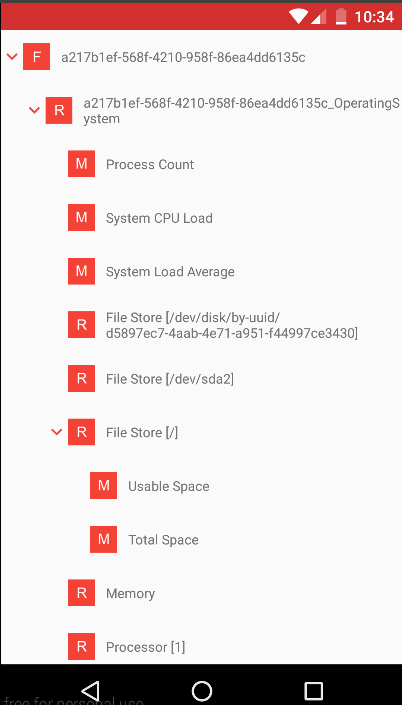 10:34
F a217b1ef-568f-4210-958f-86ea4dd6135c
R a217b1ef-568f-4210-958f-86ea4dd6135c_OperatingS
ystem
M Process Count
M System CPU Load
M System Load Average
R File Store [/dev/disk/by-uuid/
d5897ec7-4aab-4e71-a951-f44997ce3430]
R File Store [/dev/sda2]
R File Store [/]
M Usable Space
M Total Space
R Memory
R Processor [1]
free for personal use